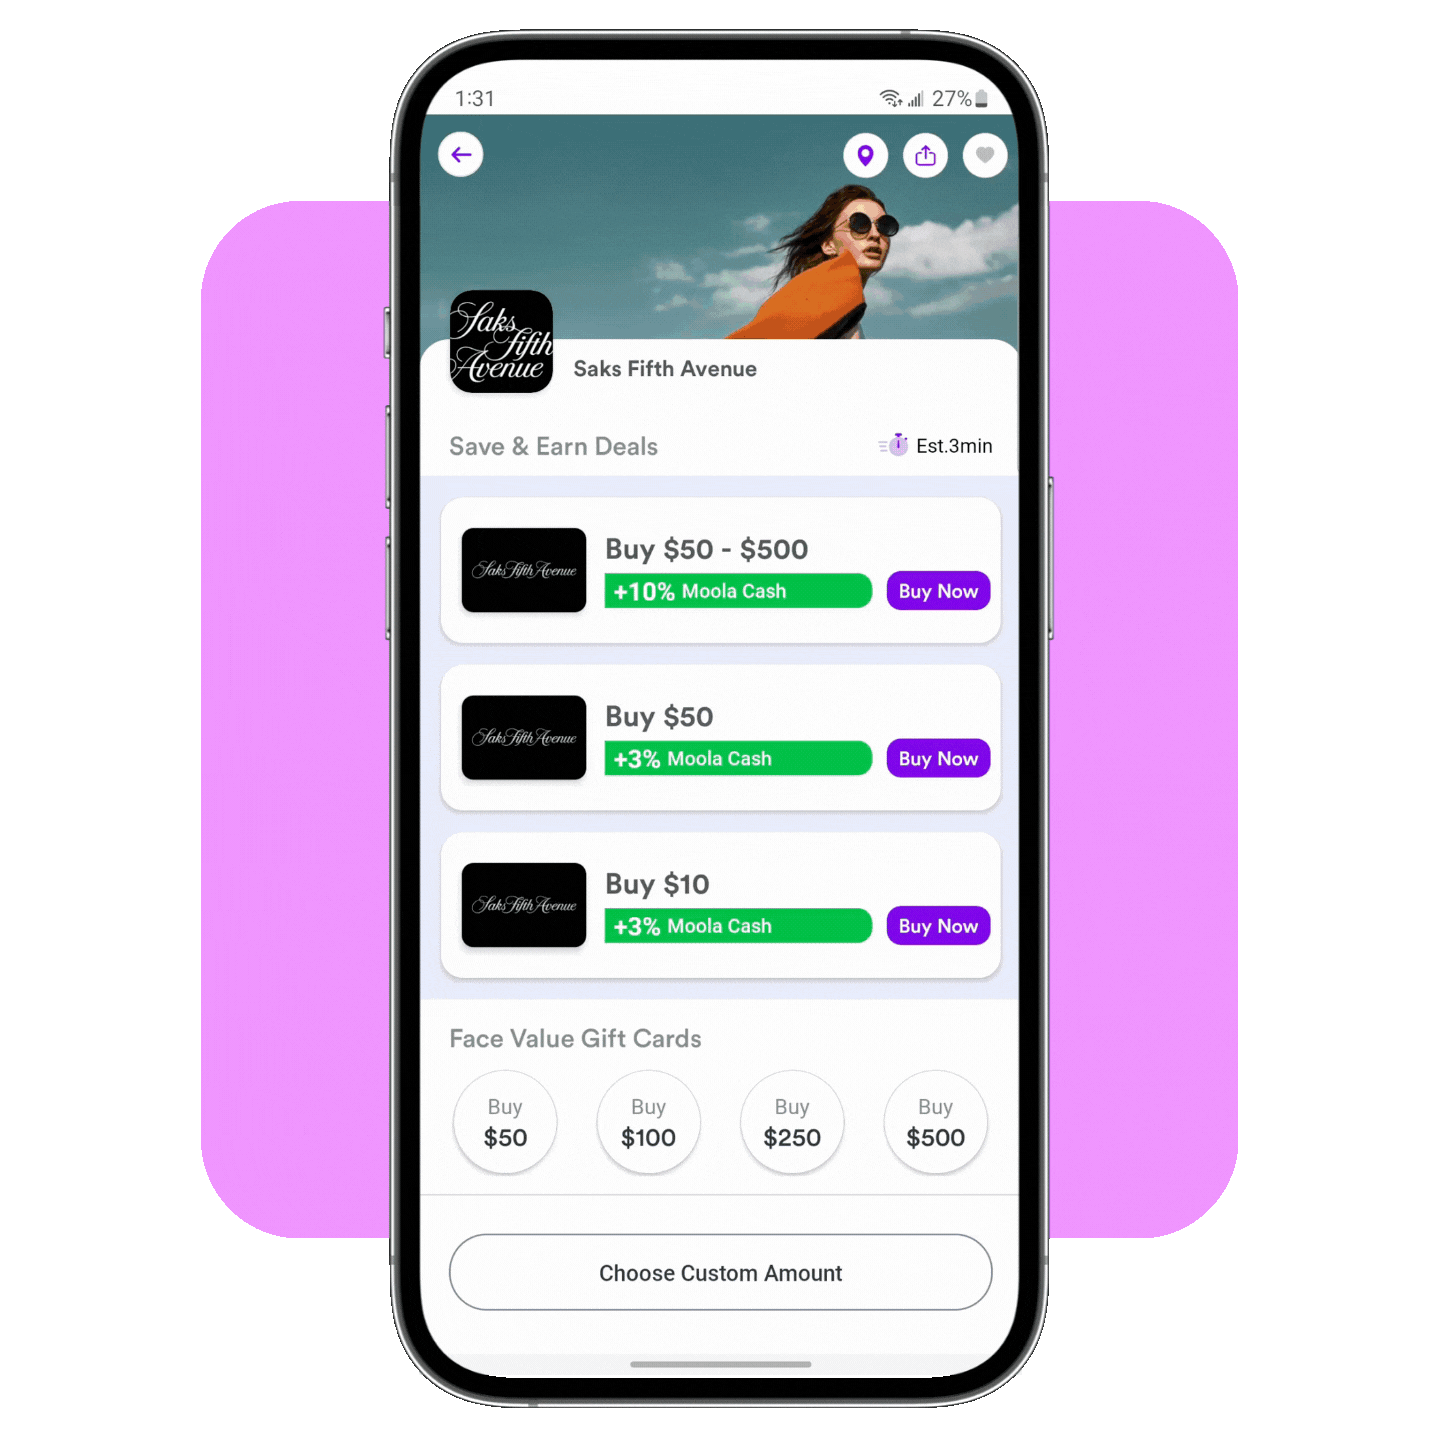 1:31
27%
Saks
Fifth
Avenue
Saks Fifth Avenue
Save & Earn Deals
Est.3min
Saks Fifth Avenue
Buy $50 - $500
+10% Moola Cash
Buy Now
Saks Fifth Avenue
Buy $50
+3% Moola Cash
Buy Now
Saks Fifth Avenue
Buy $10
+3% Moola Cash
Buy Now
Face Value Gift Cards
Buy
$50
Buy
$100
Buy
$250
Buy
$500
Choose Custom Amount